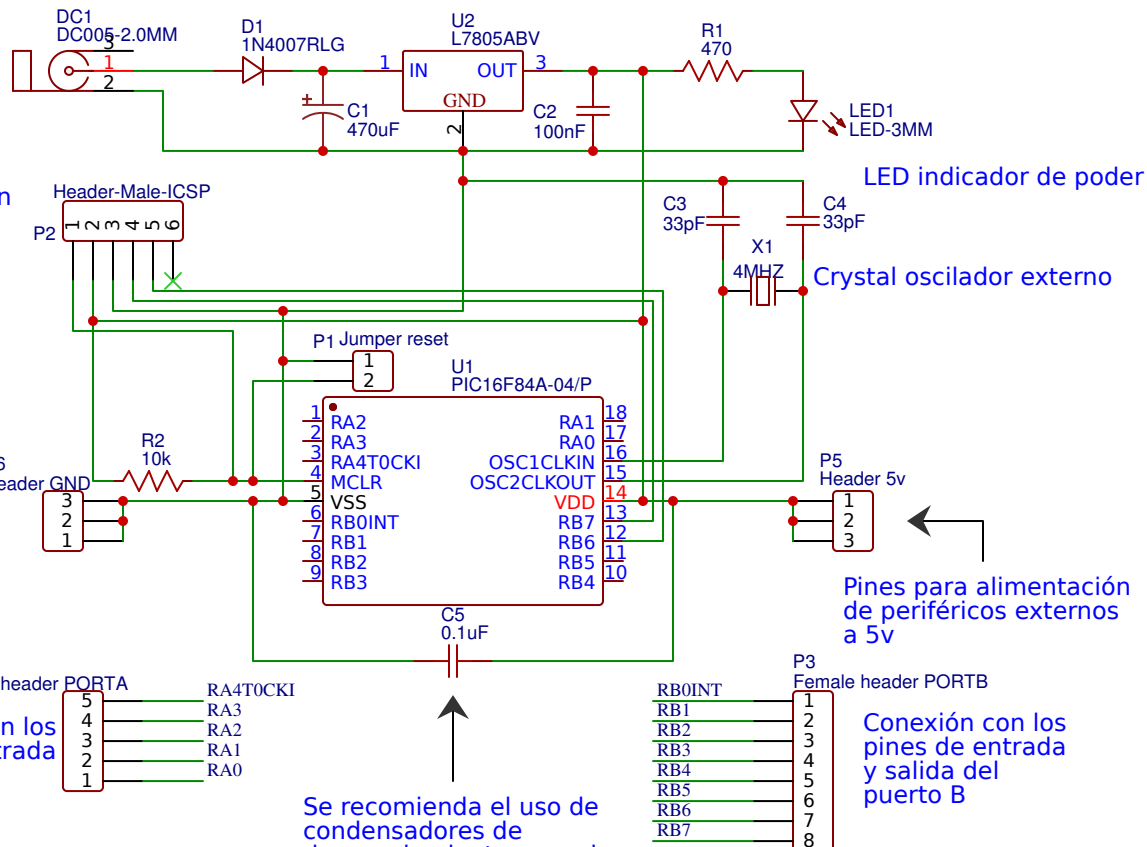 DC1
DC005-2.0MM
3
1
2
D1
1N4007RLG
C1
470uF
U2
L7805ABV
1
IN
OUT
3
GND
2
C2
100nF
R1
470
LED1
LED-3MM
LED indicador de poder
n
Header-Male-ICSP
P2
1
2
3
4
5
6
C3
33pF
C4
33pF
X1
4MHZ
Crystal oscilador externo
P1 Jumper reset
1
2
U1
PIC16F84A-04/P
1 RA2
2 RA3
3 RA4T0CKI
4 MCLR
5 VSS
6 RB0INT
7 RB1
8 RB2
9 RB3
RA1 18
RA0 17
OSC1CLKIN 16
OSC2CLKOUT 15
VDD 14
RB7 13
RB6 12
RB5 11
RB4 10
R2
10k
6
eader GND
3
2
1
P5
Header 5v
1
2
3
Pines para alimentación
de periféricos externos
a 5v
C5
0.1uF
header PORTA
5 RA4T0CKI
4 RA3
3 RA2
2 RA1
1 RA0
n los
trada
Se recomienda el uso de
condensadores de
P3
Female header PORTB
RB0INT 1
RB1 2
RB2 3
RB3 4
RB4 5
RB5 6
RB6 7
RB7 8
Conexión con los
pines de entrada
y salida del
puerto B